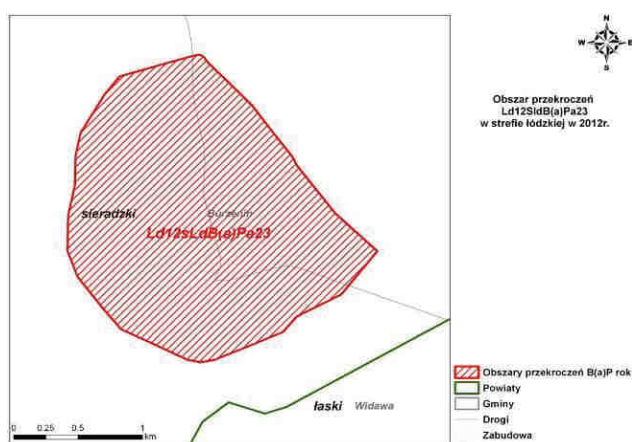 N
W E
S
Obszar przekroczeń
Ld12SldB(a)Pa23
w strefie łódzkiej w 2012r.
sieradzki
Burzenin
Ld12sLdB(a)Pa23
łaski Widawa
Obszary przekroczeń B(a)P rok
Powiaty
Gminy
Drogi
Zabudowa
0 0.25 0.5 1
km